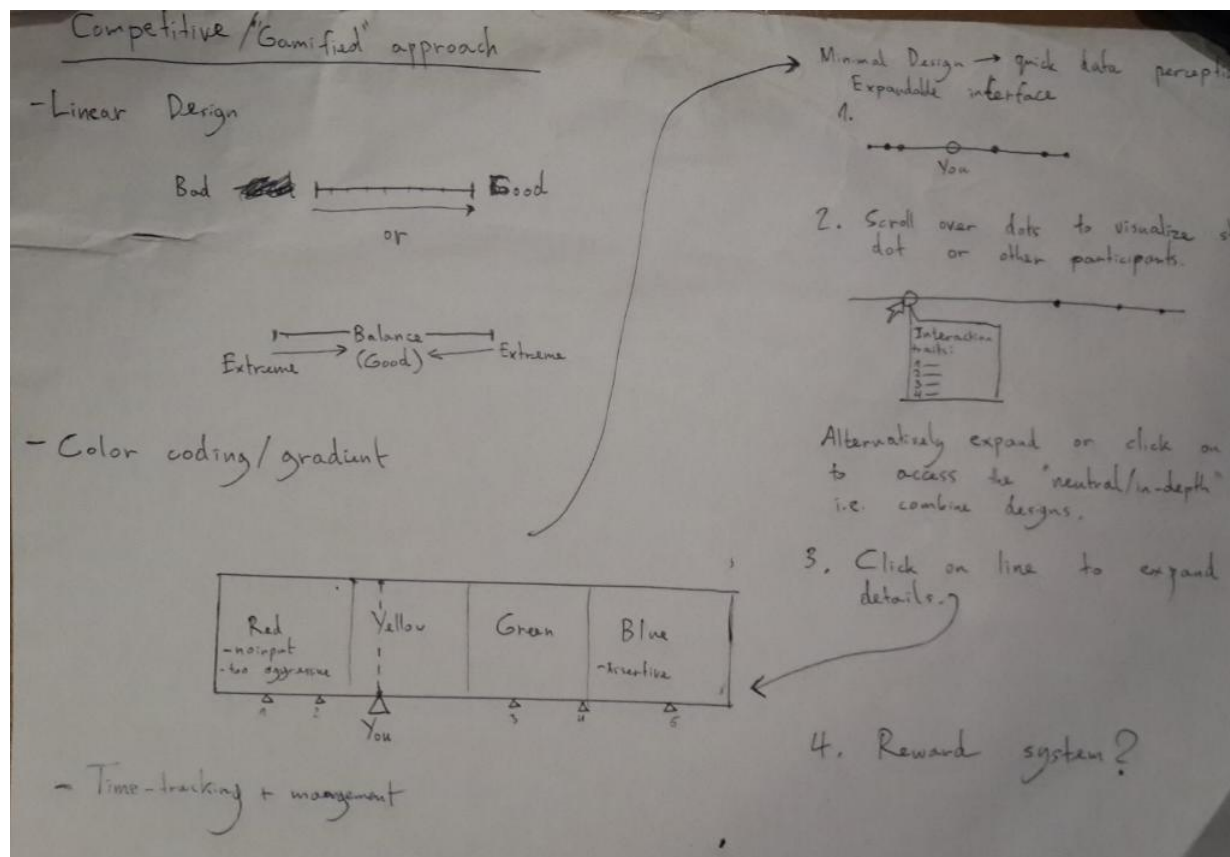 Competitive/"Gamified" approach
- Linear Design
Bad Good
or
Balance
Extreme (Good) Extreme
- Color coding/gradient
Red Yellow Green Blue
- no input
- too aggressive - Assertive
1 2 3 4 5
You
- Time-tracking + management
Minimal Design → quick data
Expandable interface
1.
You
2. Scroll over dots to visualize
dot or other participants.
Interaction
traits:
1 —
2 —
3 —
4 —
Alternatively expand or click on
to access the "neutral/in-depth"
i.e. combine designs.
3. Click on line to expand
details.
4. Reward system?